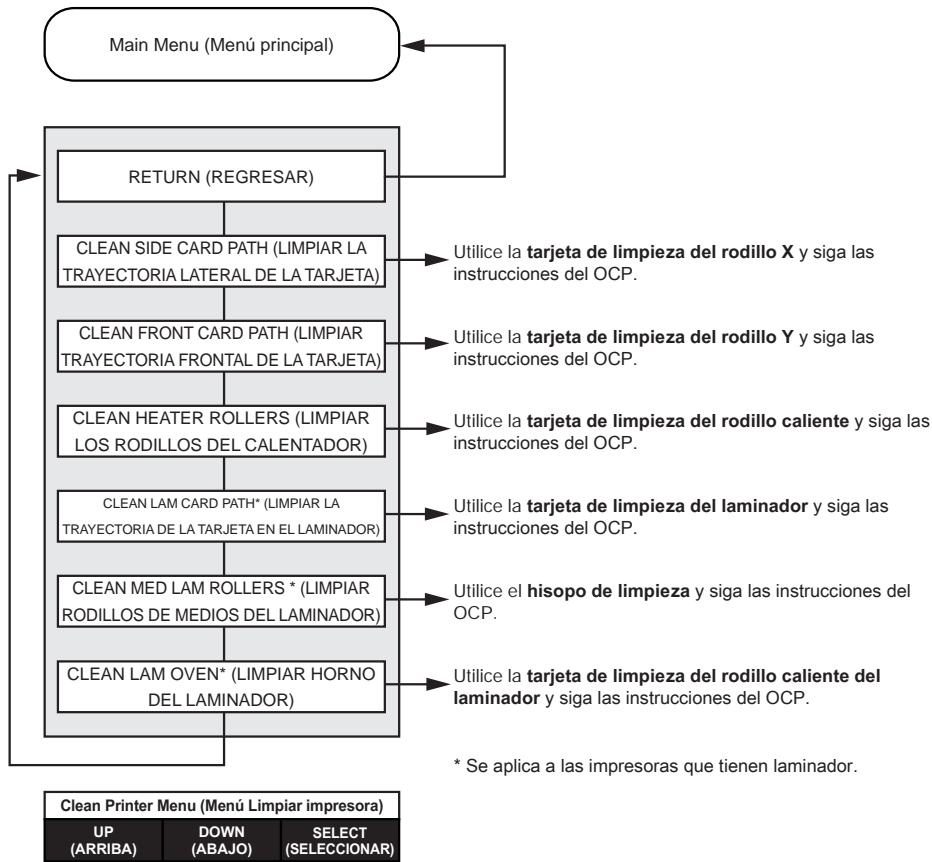 Main Menu (Menú principal)
RETURN (REGRESAR)
CLEAN SIDE CARD PATH (LIMPIAR LA
TRAYECTORIA LATERAL DE LA TARJETA)
Utilice la tarjeta de limpieza del rodillo X y siga las
instrucciones del OCP.
CLEAN FRONT CARD PATH (LIMPIAR
TRAYECTORIA FRONTAL DE LA TARJETA)
Utilice la tarjeta de limpieza del rodillo Y y siga las
instrucciones del OCP.
CLEAN HEATER ROLLERS (LIMPIAR
LOS RODILLOS DEL CALENTADOR)
Utilice la tarjeta de limpieza del rodillo caliente y siga las
instrucciones del OCP.
CLEAN LAM CARD PATH* (LIMPIAR LA
TRAYECTORIA DE LA TARJETA EN EL LAMINADOR)
Utilice la tarjeta de limpieza del laminador y siga las
instrucciones del OCP.
CLEAN MED LAM ROLLERS * (LIMPIAR
RODILLOS DE MEDIOS DEL LAMINADOR)
Utilice el hisopo de limpieza y siga las instrucciones del
OCP.
CLEAN LAM OVEN* (LIMPIAR HORNO
DEL LAMINADOR)
Utilice la tarjeta de limpieza del rodillo caliente del
laminador y siga las instrucciones del OCP.
* Se aplica a las impresoras que tienen laminador.
Clean Printer Menu (Menú Limpiar impresora)
UP DOWN SELECT
(ARRIBA) (ABAJO) (SELECCIONAR)